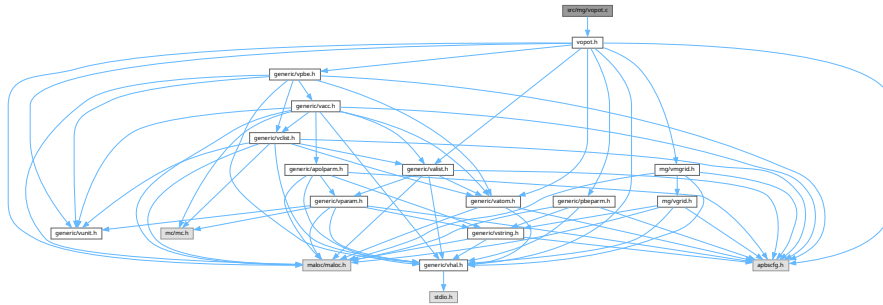 src/mg/vopot.c
vopot.h
generic/vpbe.h
generic/vacc.h
generic/vclist.h
generic/apolparm.h
generic/valist.h
mg/vmgrid.h
generic/vparam.h
generic/vatom.h
generic/pbeparm.h
mg/vgrid.h
generic/vunit.h
mc/mc.h
generic/vstring.h
maloc/maloc.h
generic/vhal.h
apbscfg.h
stdio.h